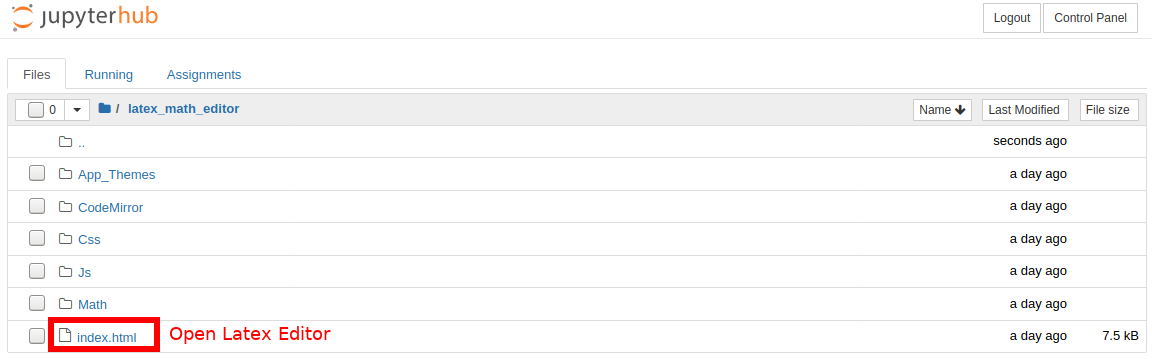 jupyterhub Logout Control Panel
Files Running Assignments
0 / latex_math_editor Name Last Modified File size
.. seconds ago
App_Themes a day ago
CodeMirror a day ago
Css a day ago
Js a day ago
Math a day ago
index.html Open Latex Editor a day ago 7.5 kB